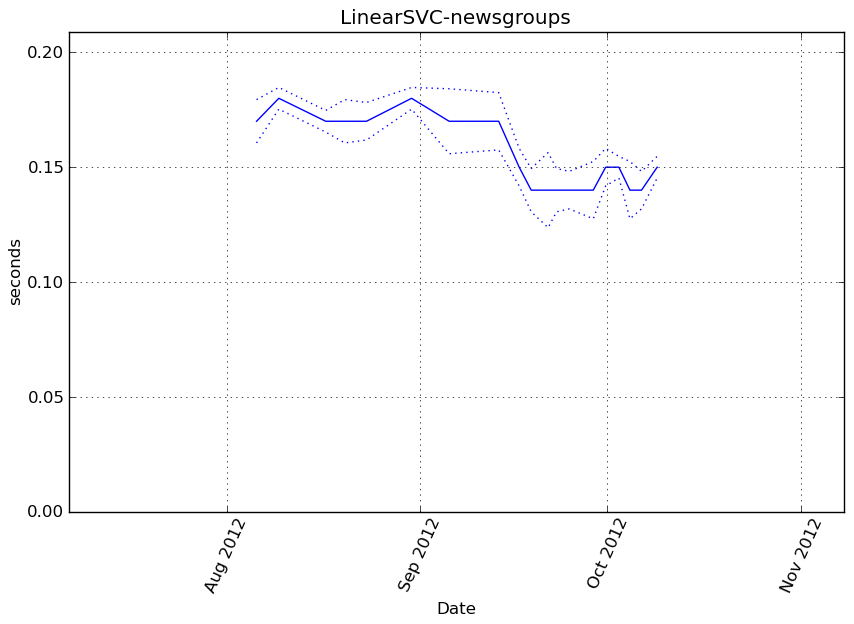 LinearSVC-newsgroups
0.20
0.15
0.10
0.05
0.00
seconds
Aug 2012
Sep 2012
Oct 2012
Nov 2012
Date